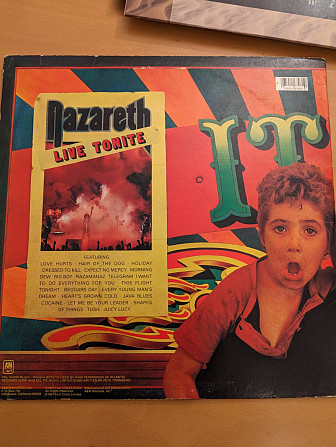 Nazareth
LIVE TONITE
IT
FEATURING
LOVE HURTS · HAIR OF THE DOG · HOLIDAY
DRESSED TO KILL · EXPECT NO MERCY · MORNING
DEW · BIG BOY · RAZAMANAZ · TELEGRAM · I WANT
TO DO EVERYTHING FOR YOU · THIS FLIGHT
TONIGHT · BEGGARS DAY · EVERY YOUNG MAN'S
DREAM · HEART'S GROWN COLD · JAVA BLUES
COCAINE · LET ME BE YOUR LEADER · SHAPES
OF THINGS · TUSH · JUICY LUCY
A&M